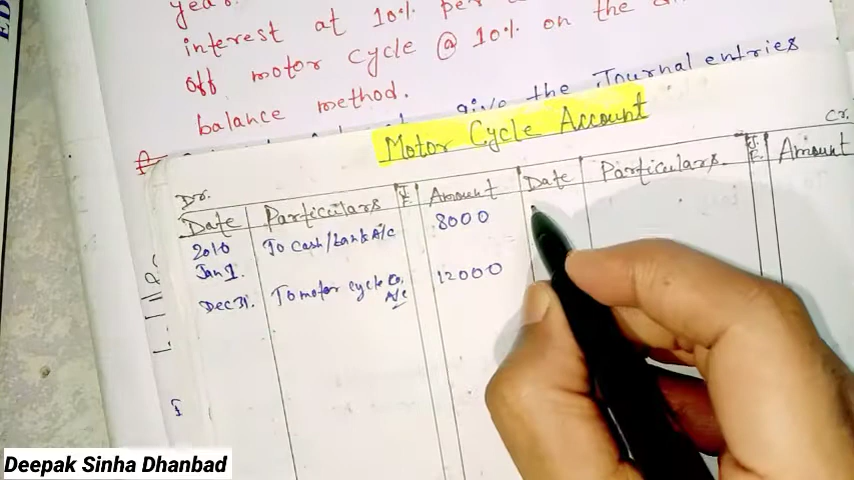 ED
year.
interest at 10% per
off motor cycle @ 10% on the
balance method.
give the Journal entries
Motor Cycle Account
Dr.
Cr.
Date Particulars J.F. Amount Date Particulars. J.F. Amount
2010 To Cash/Bank A/c 8000
Jan 1.
Dec 31. To motor cycle Co. A/c 12000
Deepak Sinha Dhanbad